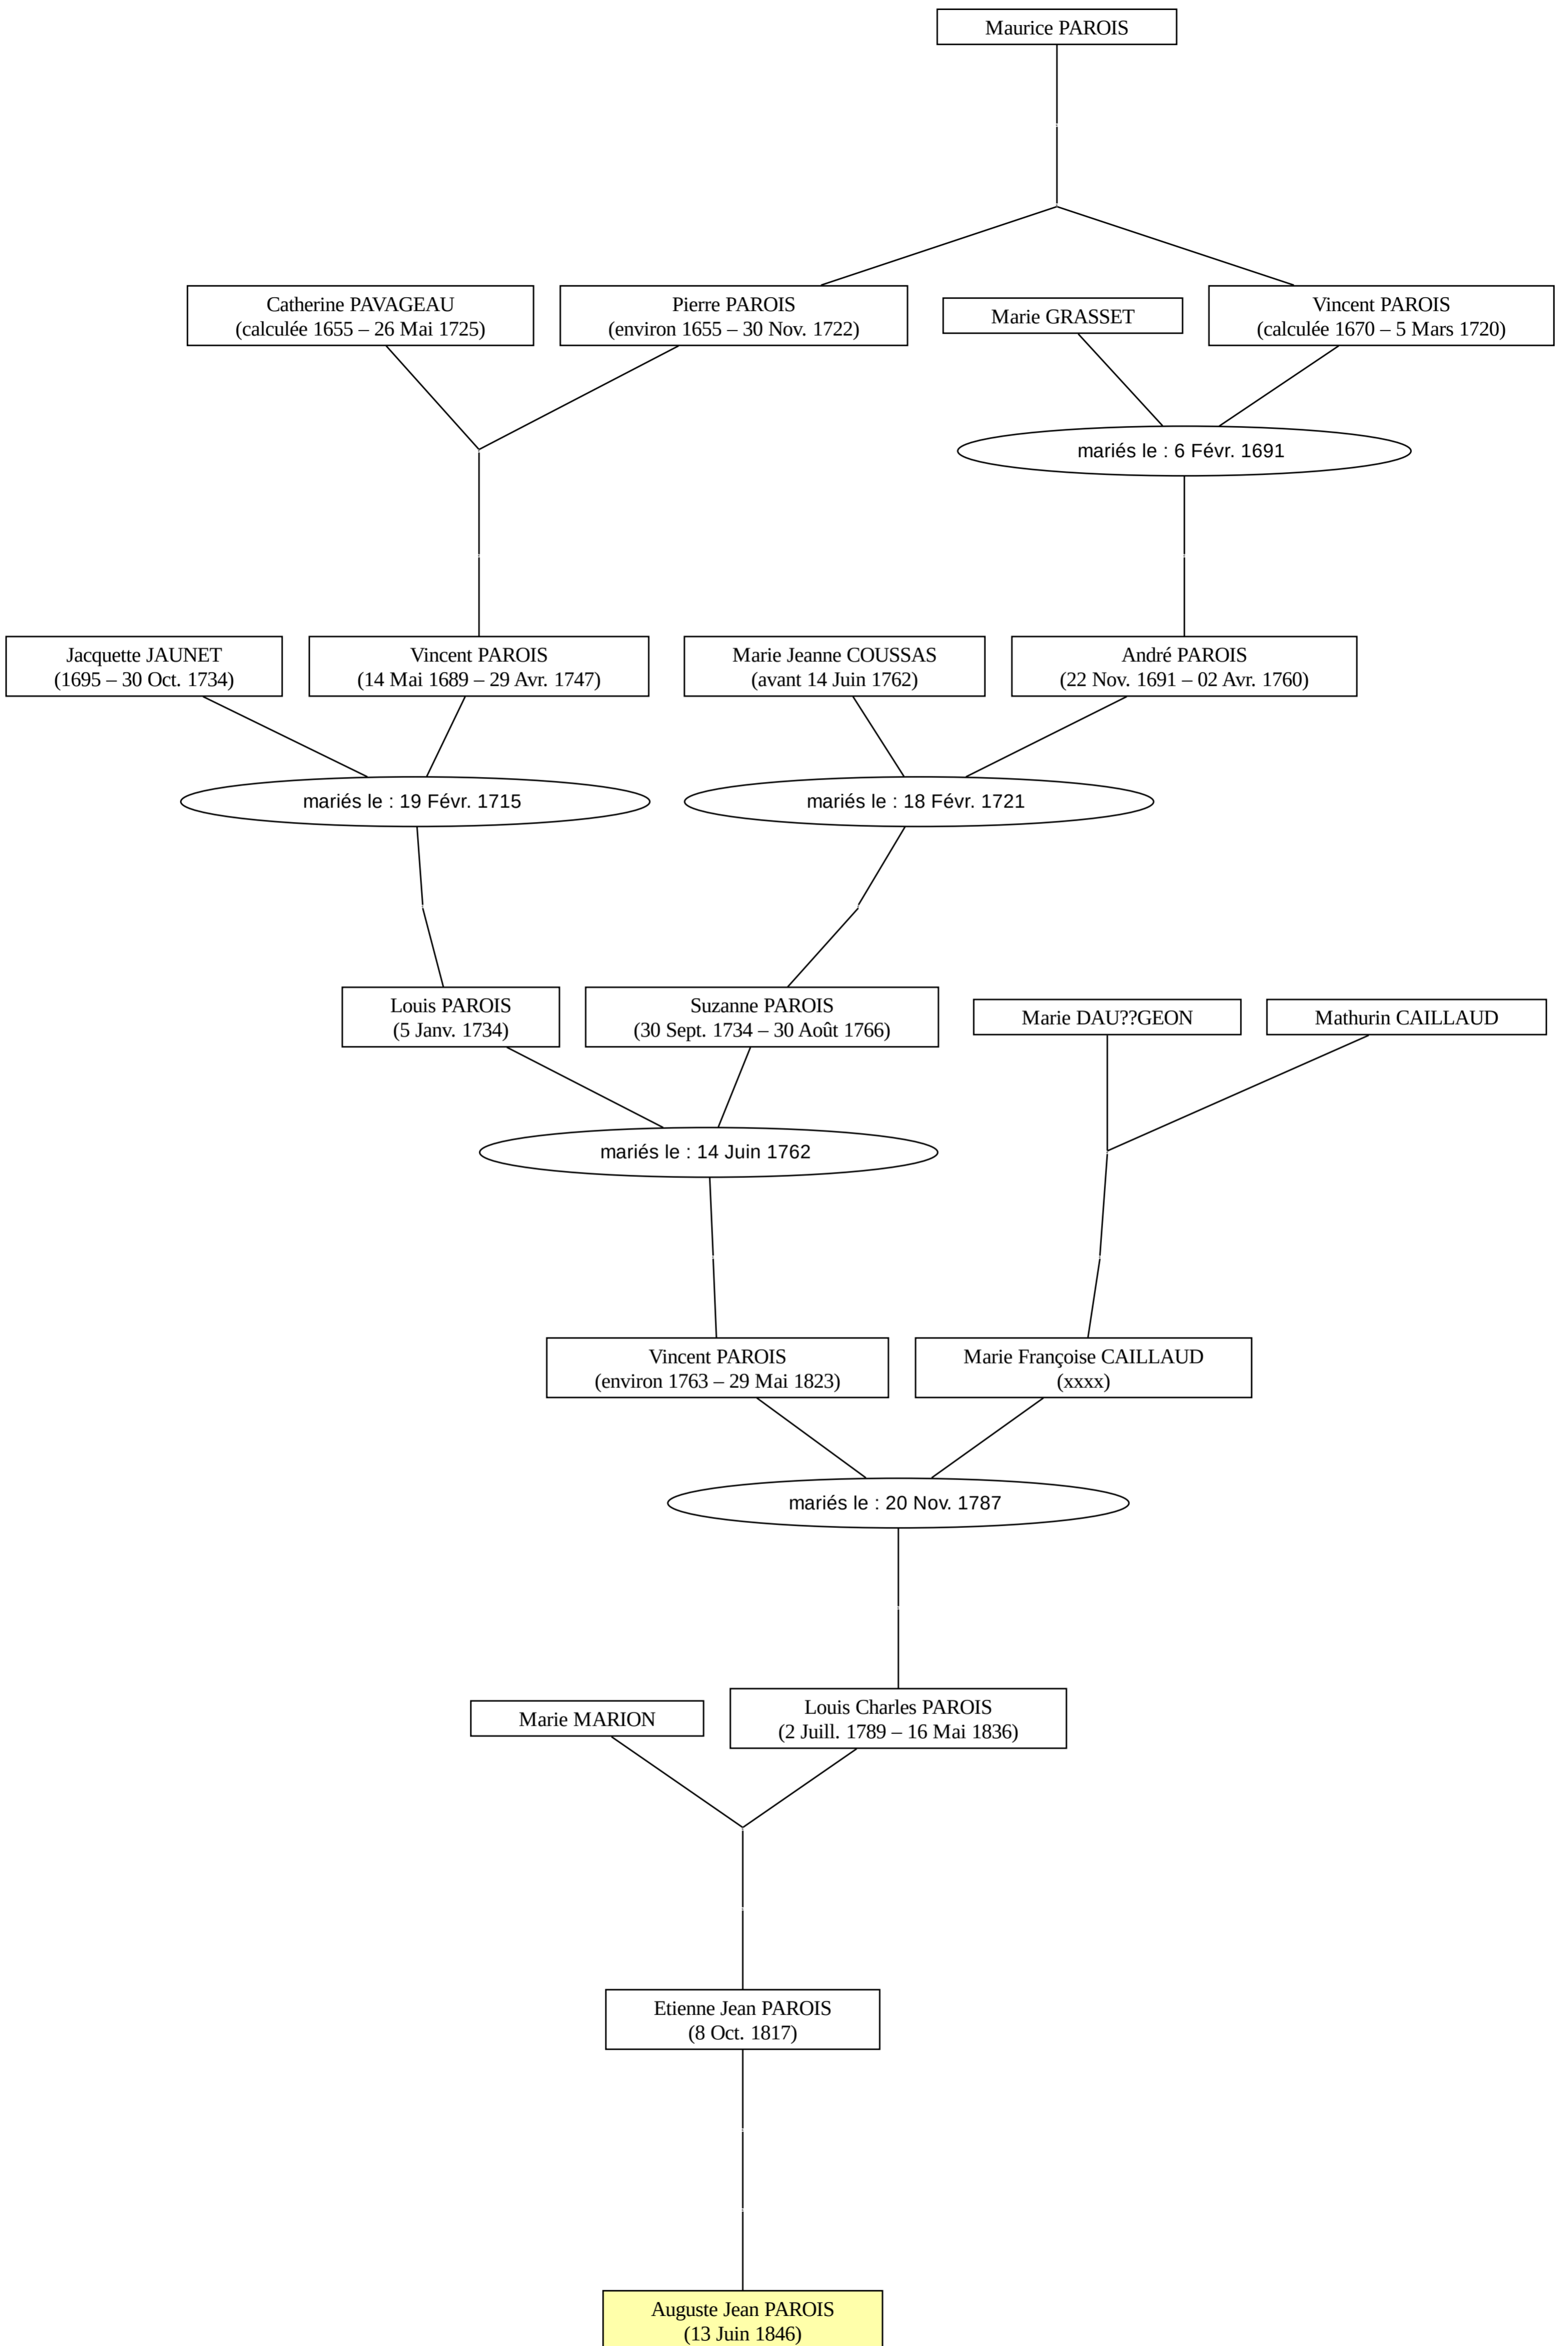 Maurice PAROIS
Catherine PAVAGEAU
(calculée 1655 – 26 Mai 1725)
Pierre PAROIS
(environ 1655 – 30 Nov. 1722)
Marie GRASSET
Vincent PAROIS
(calculée 1670 – 5 Mars 1720)
mariés le : 6 Févr. 1691
Jacquette JAUNET
(1695 – 30 Oct. 1734)
Vincent PAROIS
(14 Mai 1689 – 29 Avr. 1747)
Marie Jeanne COUSSAS
(avant 14 Juin 1762)
André PAROIS
(22 Nov. 1691 – 02 Avr. 1760)
mariés le : 19 Févr. 1715
mariés le : 18 Févr. 1721
Louis PAROIS
(5 Janv. 1734)
Suzanne PAROIS
(30 Sept. 1734 – 30 Août 1766)
Marie DAU??GEON
Mathurin CAILLAUD
mariés le : 14 Juin 1762
Vincent PAROIS
(environ 1763 – 29 Mai 1823)
Marie Françoise CAILLAUD
(xxxx)
mariés le : 20 Nov. 1787
Marie MARION
Louis Charles PAROIS
(2 Juill. 1789 – 16 Mai 1836)
Etienne Jean PAROIS
(8 Oct. 1817)
Auguste Jean PAROIS
(13 Juin 1846)